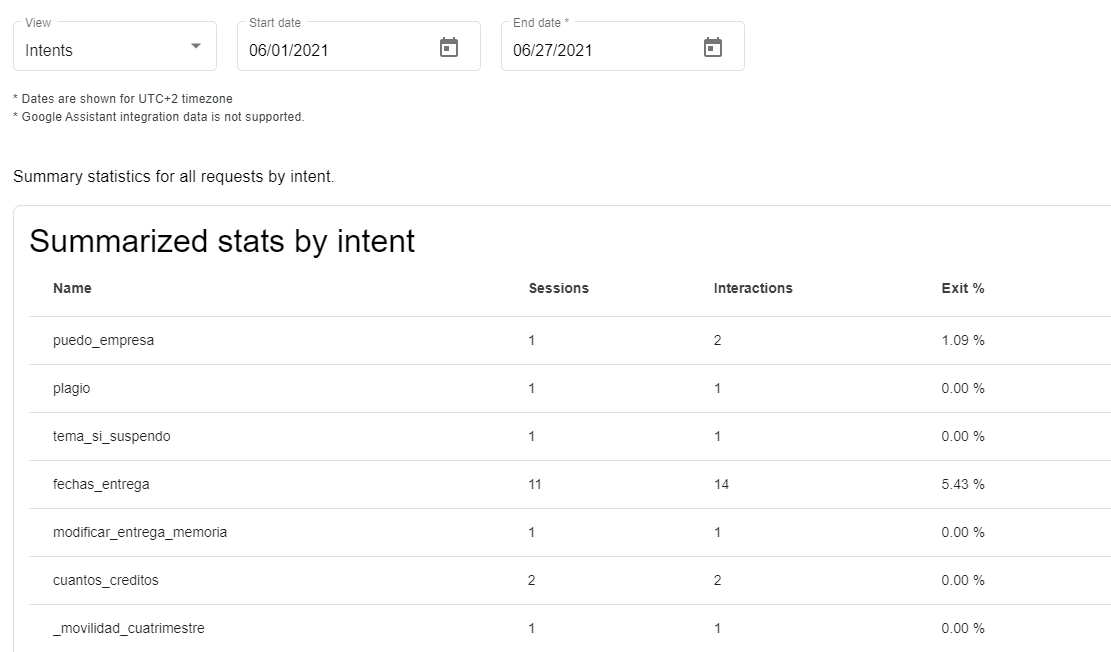 View
Start date
End date *
Intents
06/01/2021
06/27/2021
* Dates are shown for UTC+2 timezone
* Google Assistant integration data is not supported.
Summary statistics for all requests by intent.
Summarized stats by intent
Name Sessions Interactions Exit %
puedo_empresa 1 2 1.09 %
plagio 1 1 0.00 %
tema_si_suspendo 1 1 0.00 %
fechas_entrega 11 14 5.43 %
modificar_entrega_memoria 1 1 0.00 %
cuantos_creditos 2 2 0.00 %
_movilidad_cuatrimestre 1 1 0.00 %